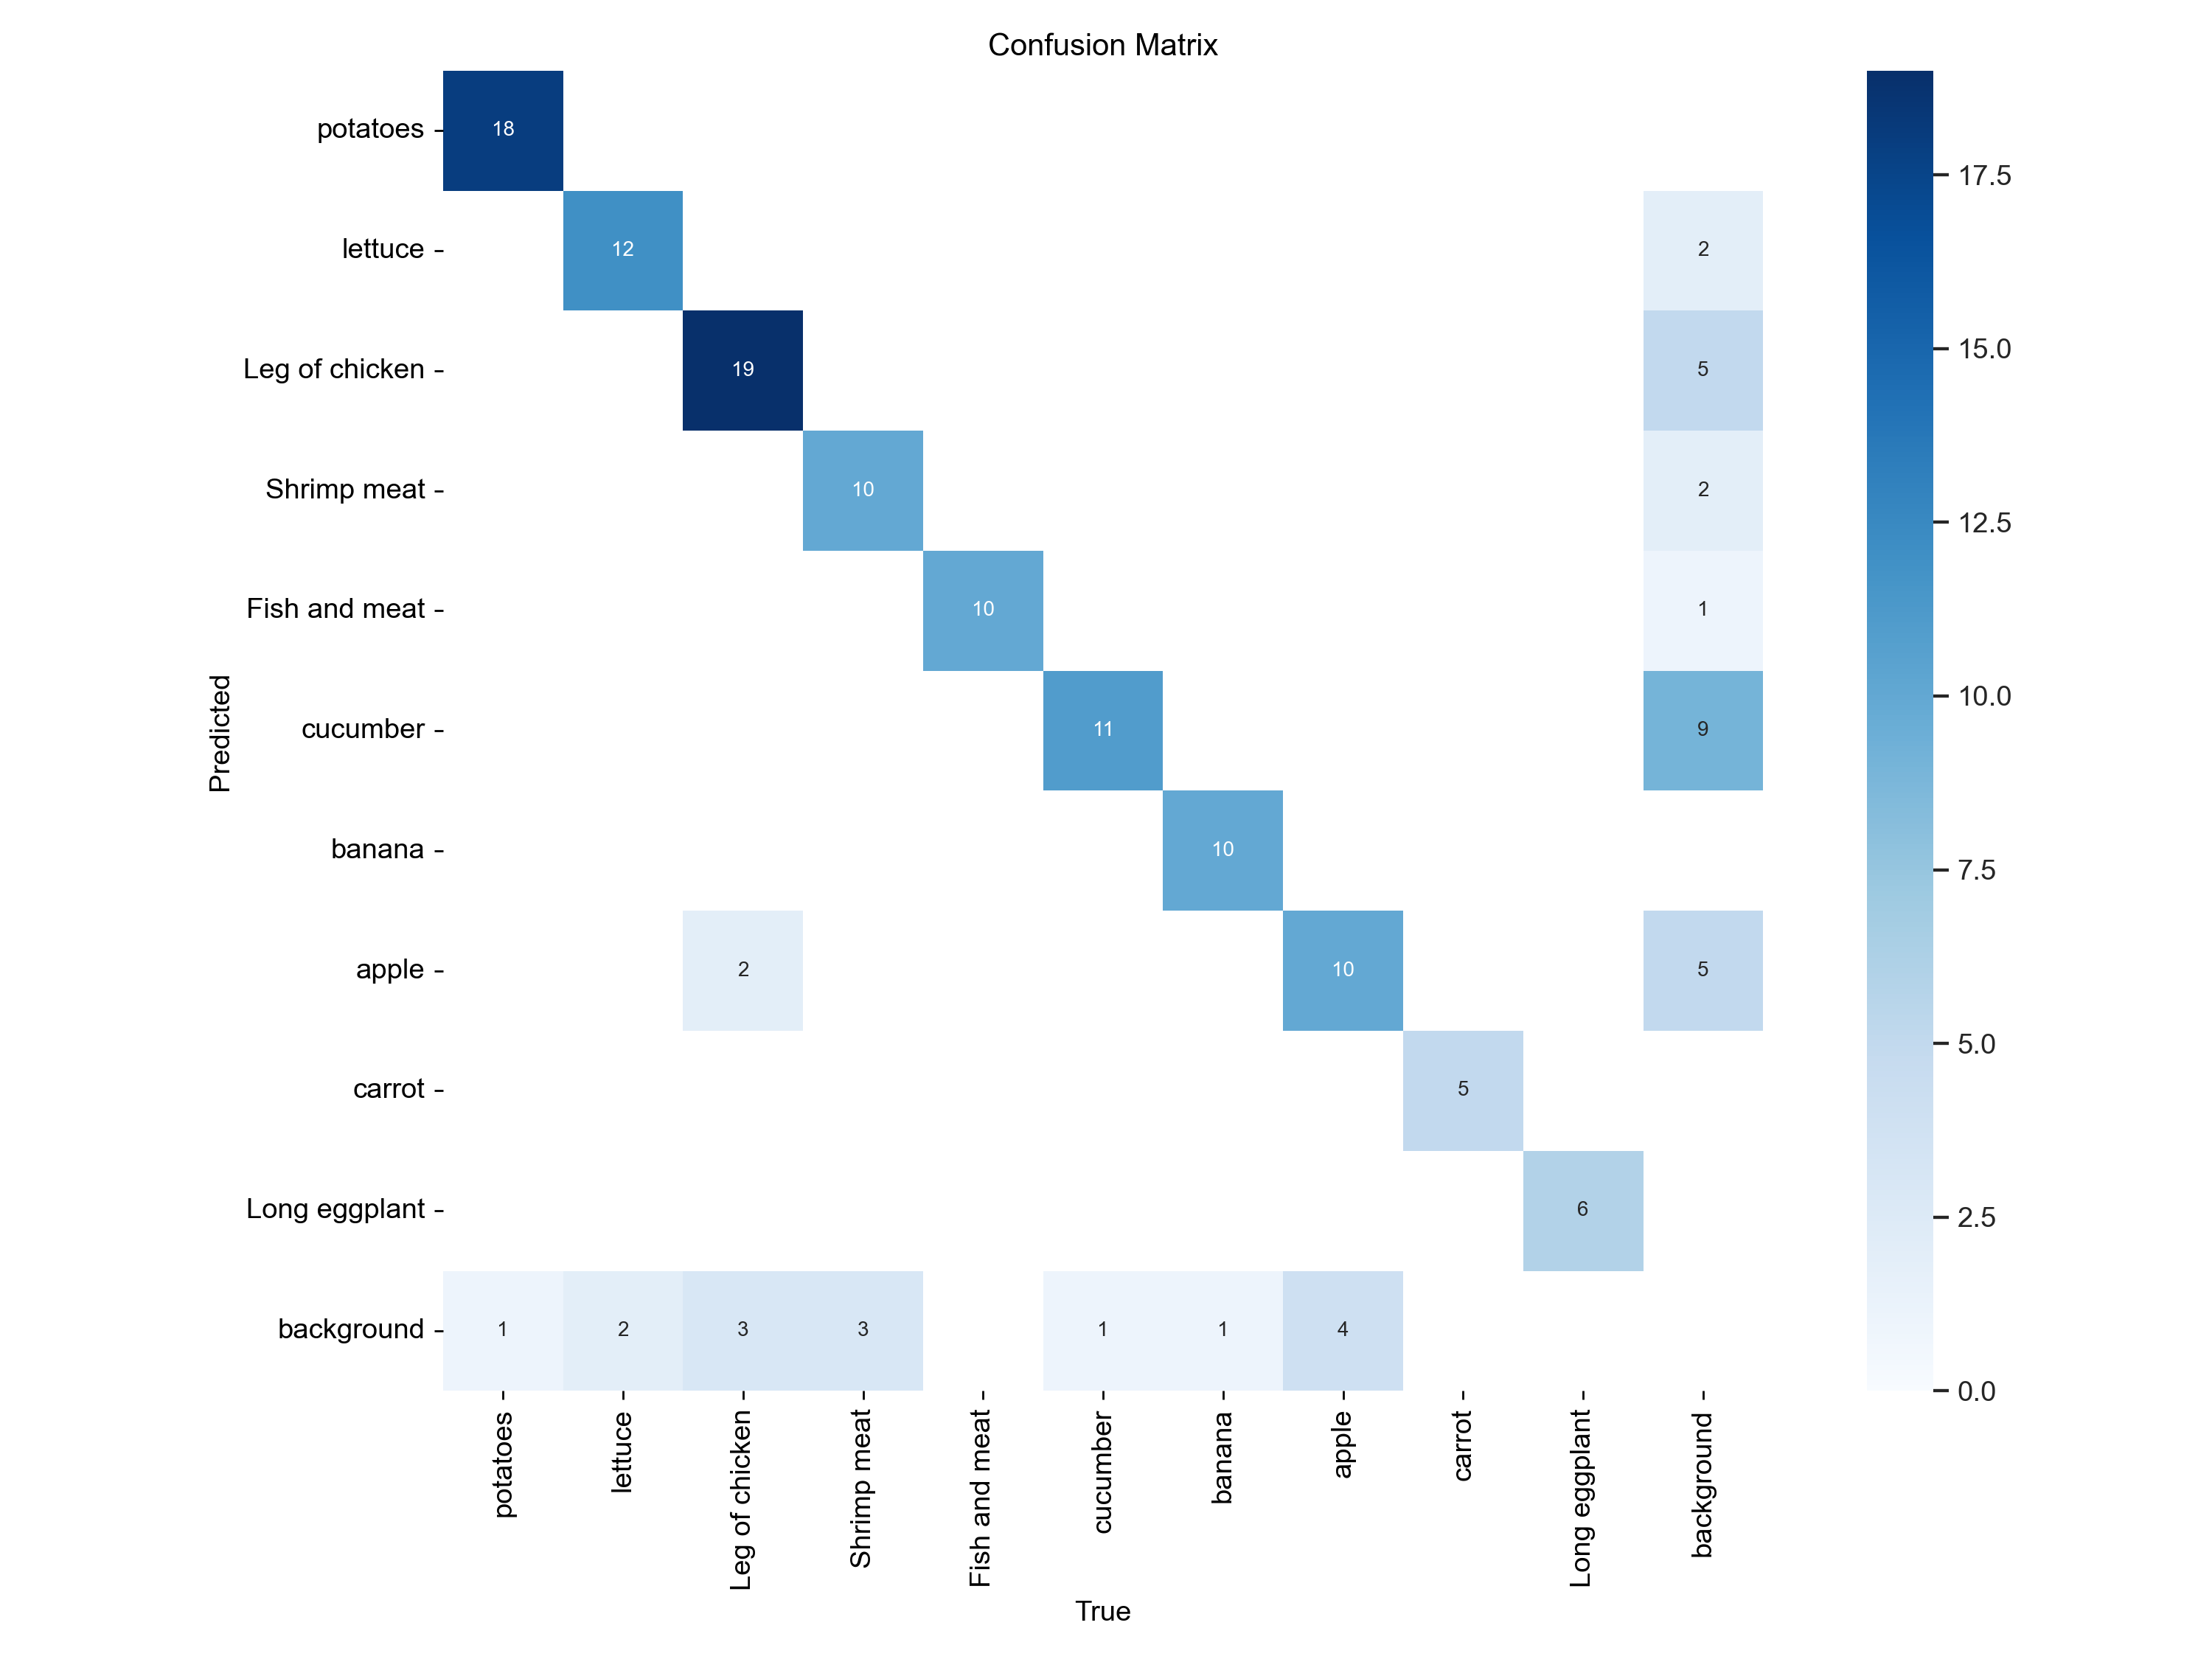 Confusion Matrix
potatoes
18
lettuce
12
2
Leg of chicken
19
5
Shrimp meat
10
2
Fish and meat
10
1
cucumber
11
9
banana
10
apple
2
10
5
carrot
5
Long eggplant
6
background
1
2
3
3
1
1
4
Predicted
potatoes
lettuce
Leg of chicken
Shrimp meat
Fish and meat
cucumber
banana
apple
carrot
Long eggplant
background
True
17.5
15.0
12.5
10.0
7.5
5.0
2.5
0.0